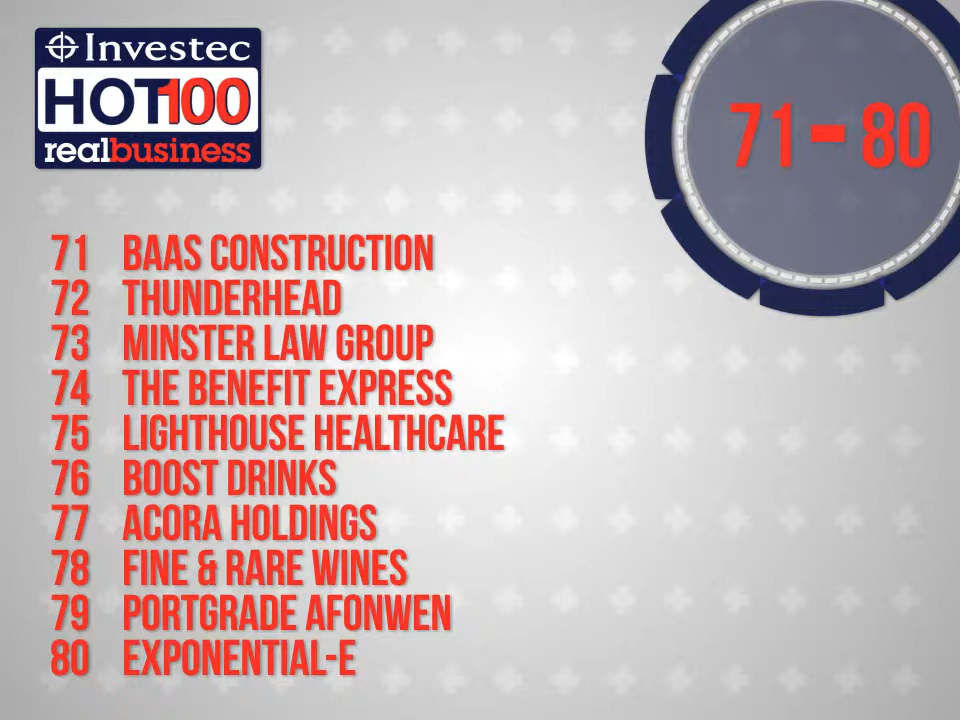 Investec
HOT100
realbusiness
71 - 80
71 BAAS CONSTRUCTION
72 THUNDERHEAD
73 MINSTER LAW GROUP
74 THE BENEFIT EXPRESS
75 LIGHTHOUSE HEALTHCARE
76 BOOST DRINKS
77 ACORA HOLDINGS
78 FINE & RARE WINES
79 PORTGRADE AFONWEN
80 EXPONENTIAL-E